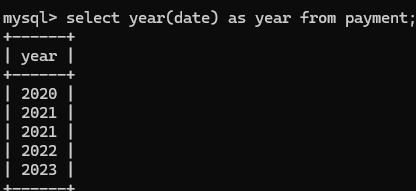 mysql> select year(date) as year from payment;
+------+
| year |
+------+
| 2020 |
| 2021 |
| 2021 |
| 2022 |
| 2023 |
+------+